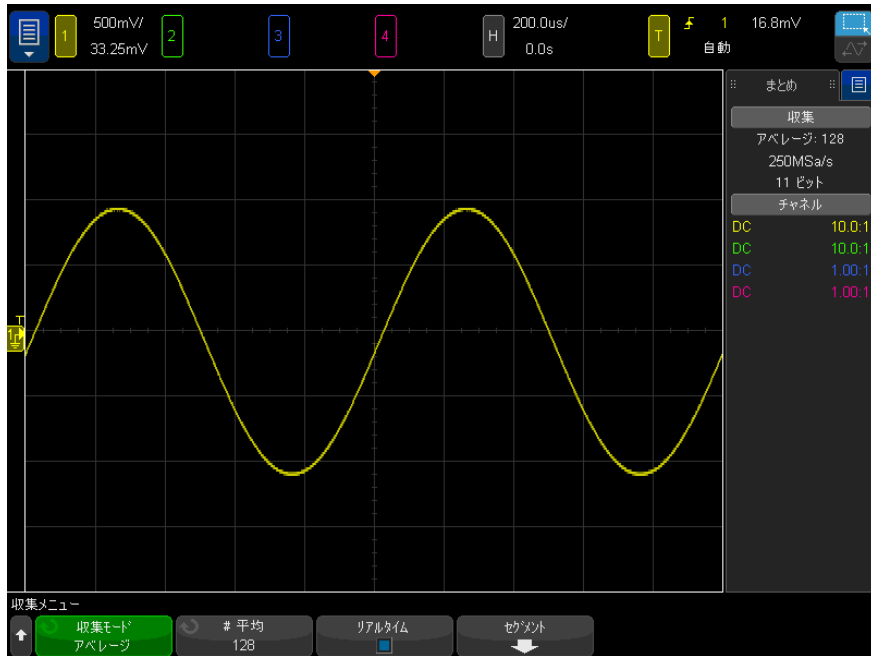 1 500mV/ 2 3 4 H 200.0us/ T 1 16.8mV
33.25mV 0.0s 自動
まとめ
収集
アベレージ: 128
250MSa/s
11 ビット
チャネル
DC 10.0:1
DC 10.0:1
DC 1.00:1
DC 1.00:1
T
1
収集メニュー
収集モード # 平均 リアルタイム セグメント
アベレージ 128